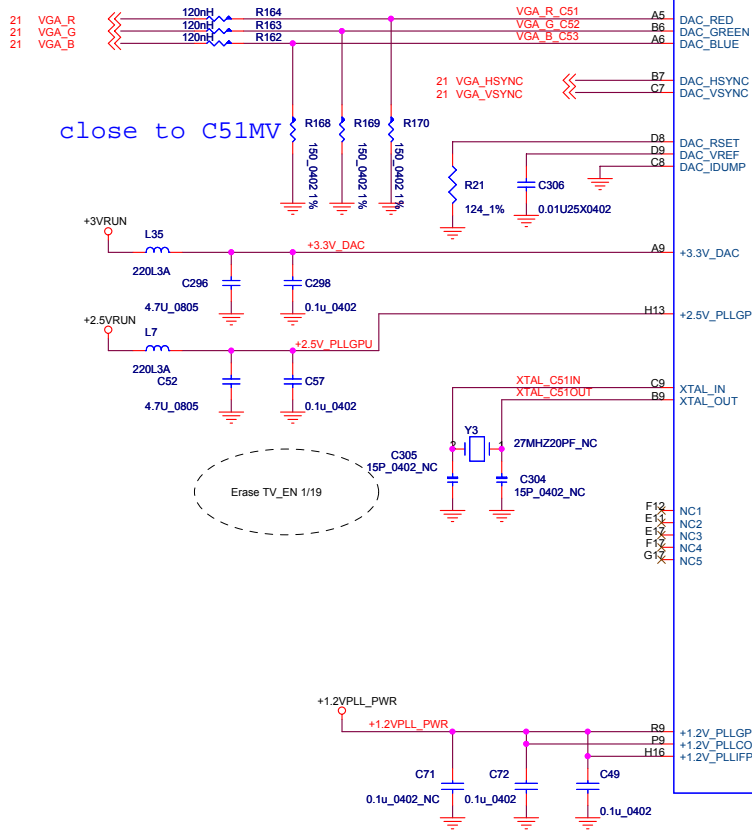 21 VGA_R 120nH R164 VGA_R_C51 A5 DAC_RED
21 VGA_G 120nH R163 VGA_G_C52 B6 DAC_GREEN
21 VGA_B 120nH R162 VGA_B_C53 A6 DAC_BLUE
21 VGA_HSYNC B7 DAC_HSYNC
21 VGA_VSYNC C7 DAC_VSYNC
close to C51MV
R168 R169 R170
150_0402 1% 150_0402 1% 150_0402 1%
D8 DAC_RSET
D9 DAC_VREF
C8 DAC_IDUMP
R21 C306
124_1% 0.01U25X0402
+3VRUN
L35
220L3A
+3.3V_DAC A9 +3.3V_DAC
C296 C298
4.7U_0805 0.1u_0402
+2.5VRUN
L7
220L3A
+2.5V_PLLGPU H13 +2.5V_PLLGP
C52 C57
4.7U_0805 0.1u_0402
XTAL_C51IN C9 XTAL_IN
XTAL_C51OUT B9 XTAL_OUT
Y3
2 1 27MHZ20PF_NC
C305
15P_0402_NC
C304
15P_0402_NC
Erase TV_EN 1/19
F12 NC1
E11 NC2
E17 NC3
F17 NC4
G17 NC5
+1.2VPLL_PWR
+1.2VPLL_PWR R9 +1.2V_PLLGP
P9 +1.2V_PLLCO
H16 +1.2V_PLLIFP
C71 C72 C49
0.1u_0402_NC 0.1u_0402 0.1u_0402